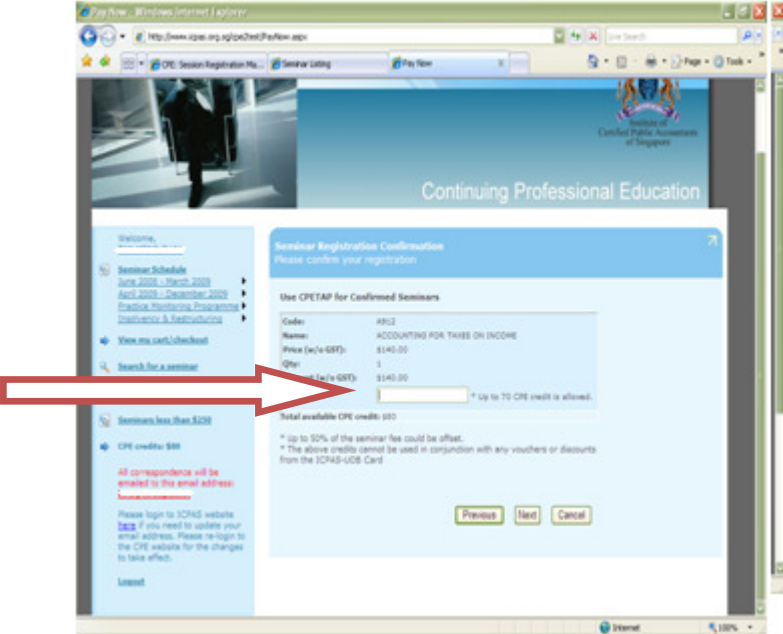 Pay Now - Windows Internet Explorer
http://www.icpas.org.sg/cpe2test/PayNow.aspx
Live Search
CPE: Session Registration Ma...
Seminar Listing
Pay Now
Page
Tools
Institute of
Certified Public Accountants
of Singapore
Continuing Professional Education
Welcome,
Seminar Schedule
June 2008 - March 2009
April 2009 - December 2009
Practice Monitoring Programme
Insolvency & Restructuring
View my cart/checkout
Search for a seminar
Seminars less than $250
CPE credits: $80
All correspondence will be
emailed to this email address:
Please login to ICPAS website
here if you need to update your
email address. Please re-login to
the CPE website for the changes
to take effect.
Logout
Seminar Registration Confirmation
Please confirm your registration
Use CPETAP for Confirmed Seminars
Code: A912
Name: ACCOUNTING FOR TAXES ON INCOME
Price (w/o GST): $140.00
Qty: 1
(w/o GST): $140.00
* Up to 70 CPE credit is allowed.
Total available CPE credit: $80
* Up to 50% of the seminar fee could be offset.
* The above credits cannot be used in conjunction with any vouchers or discounts
from the ICPAS-UOB Card
Previous Next Cancel
Internet
100%